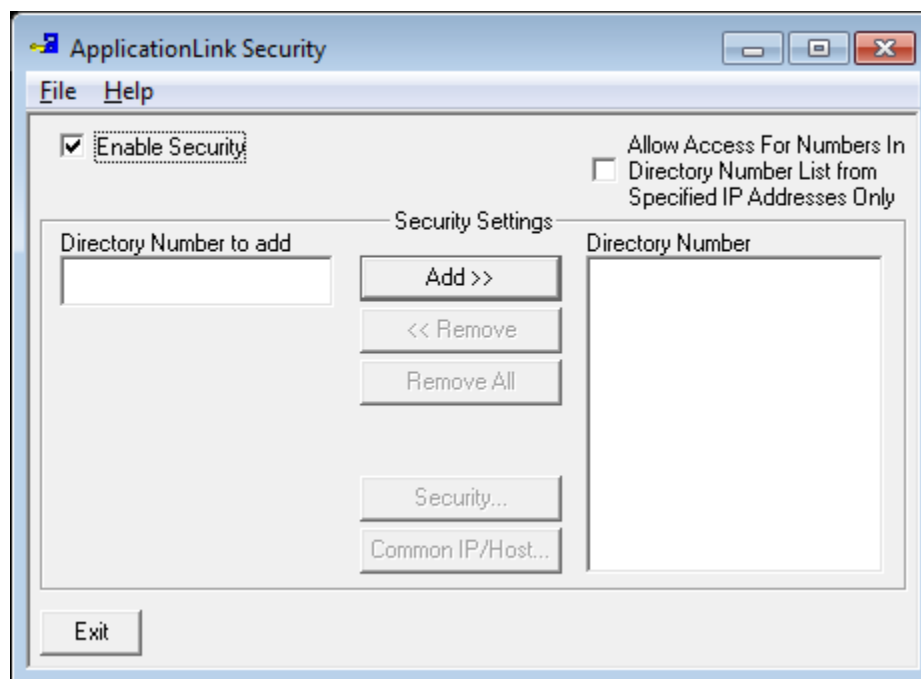 ApplicationLink Security
File Help
Enable Security
Allow Access For Numbers In
Directory Number List from
Specified IP Addresses Only
Security Settings
Directory Number to add
Directory Number
Add >>
<< Remove
Remove All
Security...
Common IP/Host...
Exit